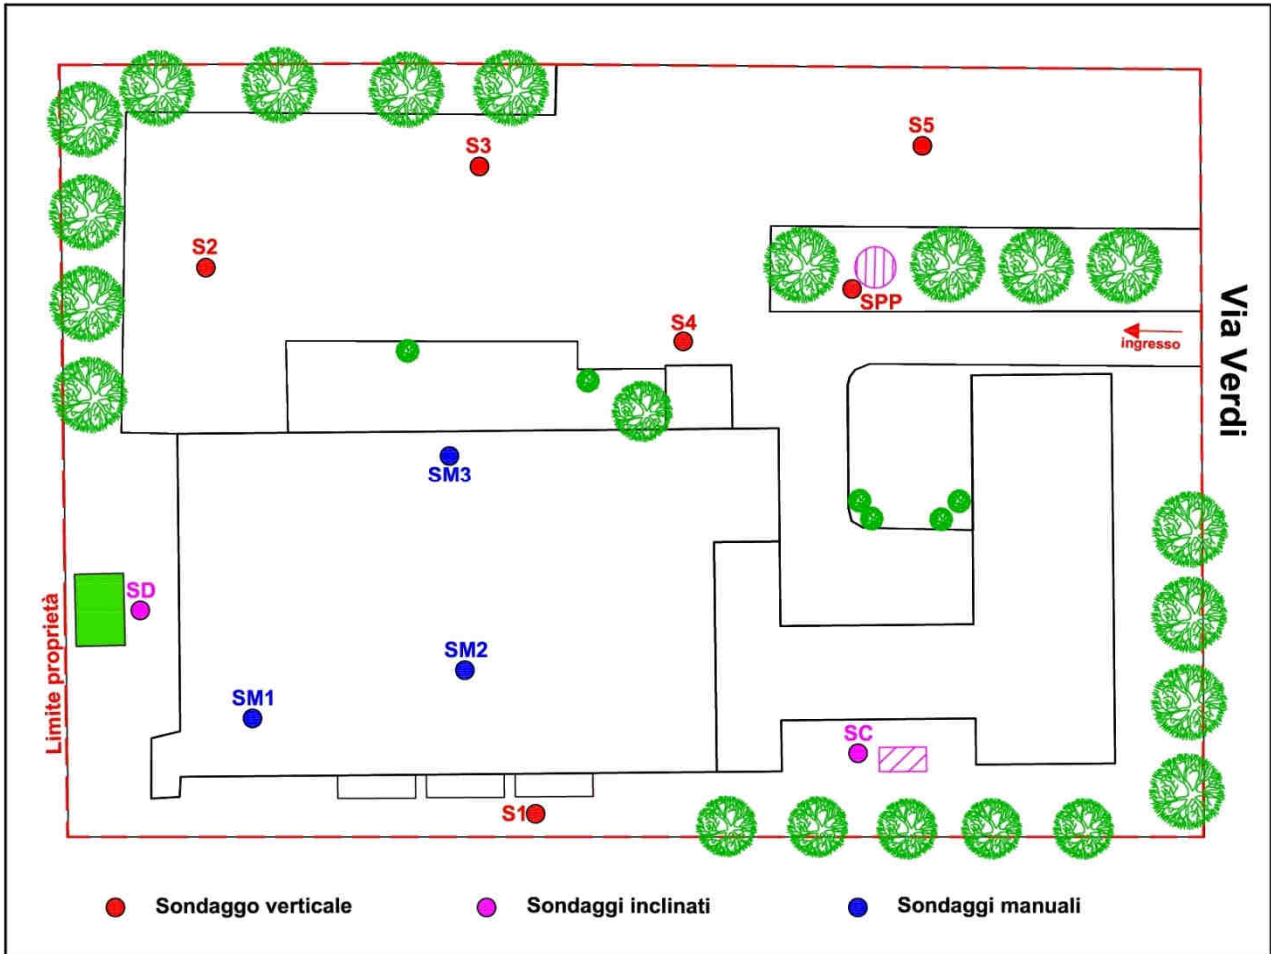 S5
S3
S2
SPP
S4
ingresso
Via Verdi
SM3
SD
SM2
SM1
SC
Limite proprietà
S1
Sondaggo verticale
Sondaggi inclinati
Sondaggi manuali